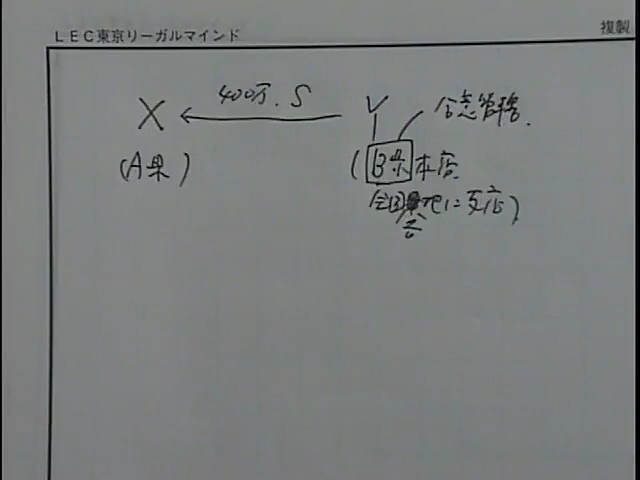 LEC東京リーガルマインド
複製
X ← 400万. S Y 合意管轄.
(A県) (B県本店
全国各地に支店)